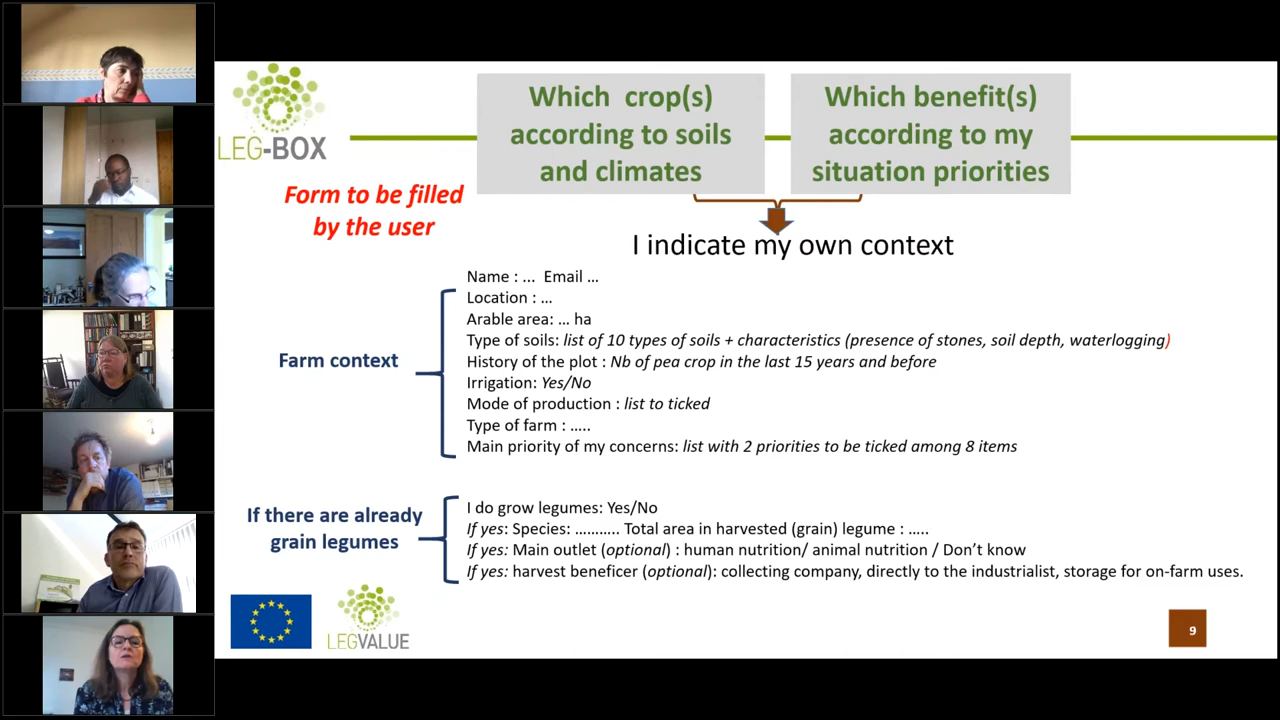 LEG-BOX
Which crop(s)
according to soils
and climates
Which benefit(s)
according to my
situation priorities
Form to be filled
by the user
I indicate my own context
Farm context
Name : ... Email ...
Location : ...
Arable area: ... ha
Type of soils: list of 10 types of soils + characteristics (presence of stones, soil depth, waterlogging)
History of the plot : Nb of pea crop in the last 15 years and before
Irrigation: Yes/No
Mode of production : list to ticked
Type of farm : .....
Main priority of my concerns: list with 2 priorities to be ticked among 8 items
If there are already
grain legumes
I do grow legumes: Yes/No
If yes: Species: ........... Total area in harvested (grain) legume : .....
If yes: Main outlet (optional) : human nutrition/ animal nutrition / Don't know
If yes: harvest beneficer (optional): collecting company, directly to the industrialist, storage for on-farm uses.
LEGVALUE
9